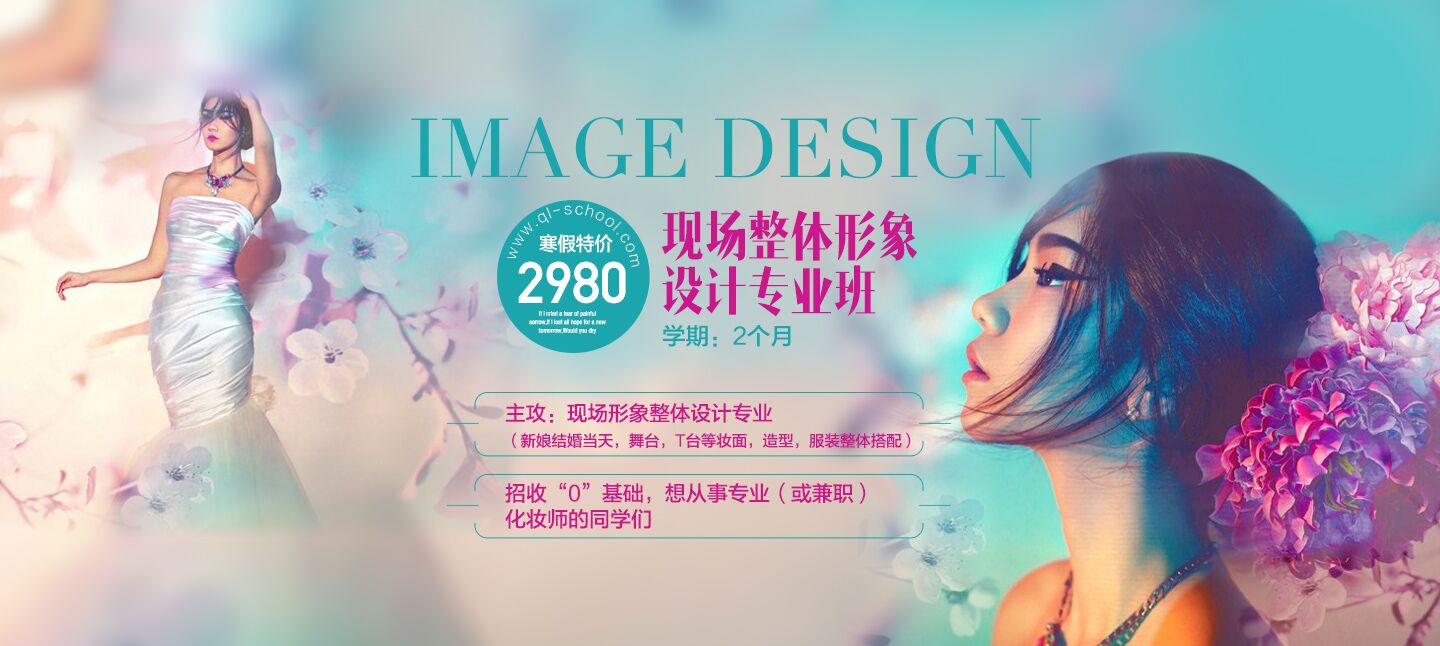 IMAGE DESIGN
www.ql-school.com
寒假特价
2980
If I cried a tear of painful
sorrow,If I lost all hope for a new
tomorrow,Would you dry
现场整体形象
设计专业班
学期：2个月
主攻：现场形象整体设计专业
（新娘结婚当天，舞台，T台等妆面，造型，服装整体搭配）
招收“0”基础，想从事专业（或兼职）
化妆师的同学们